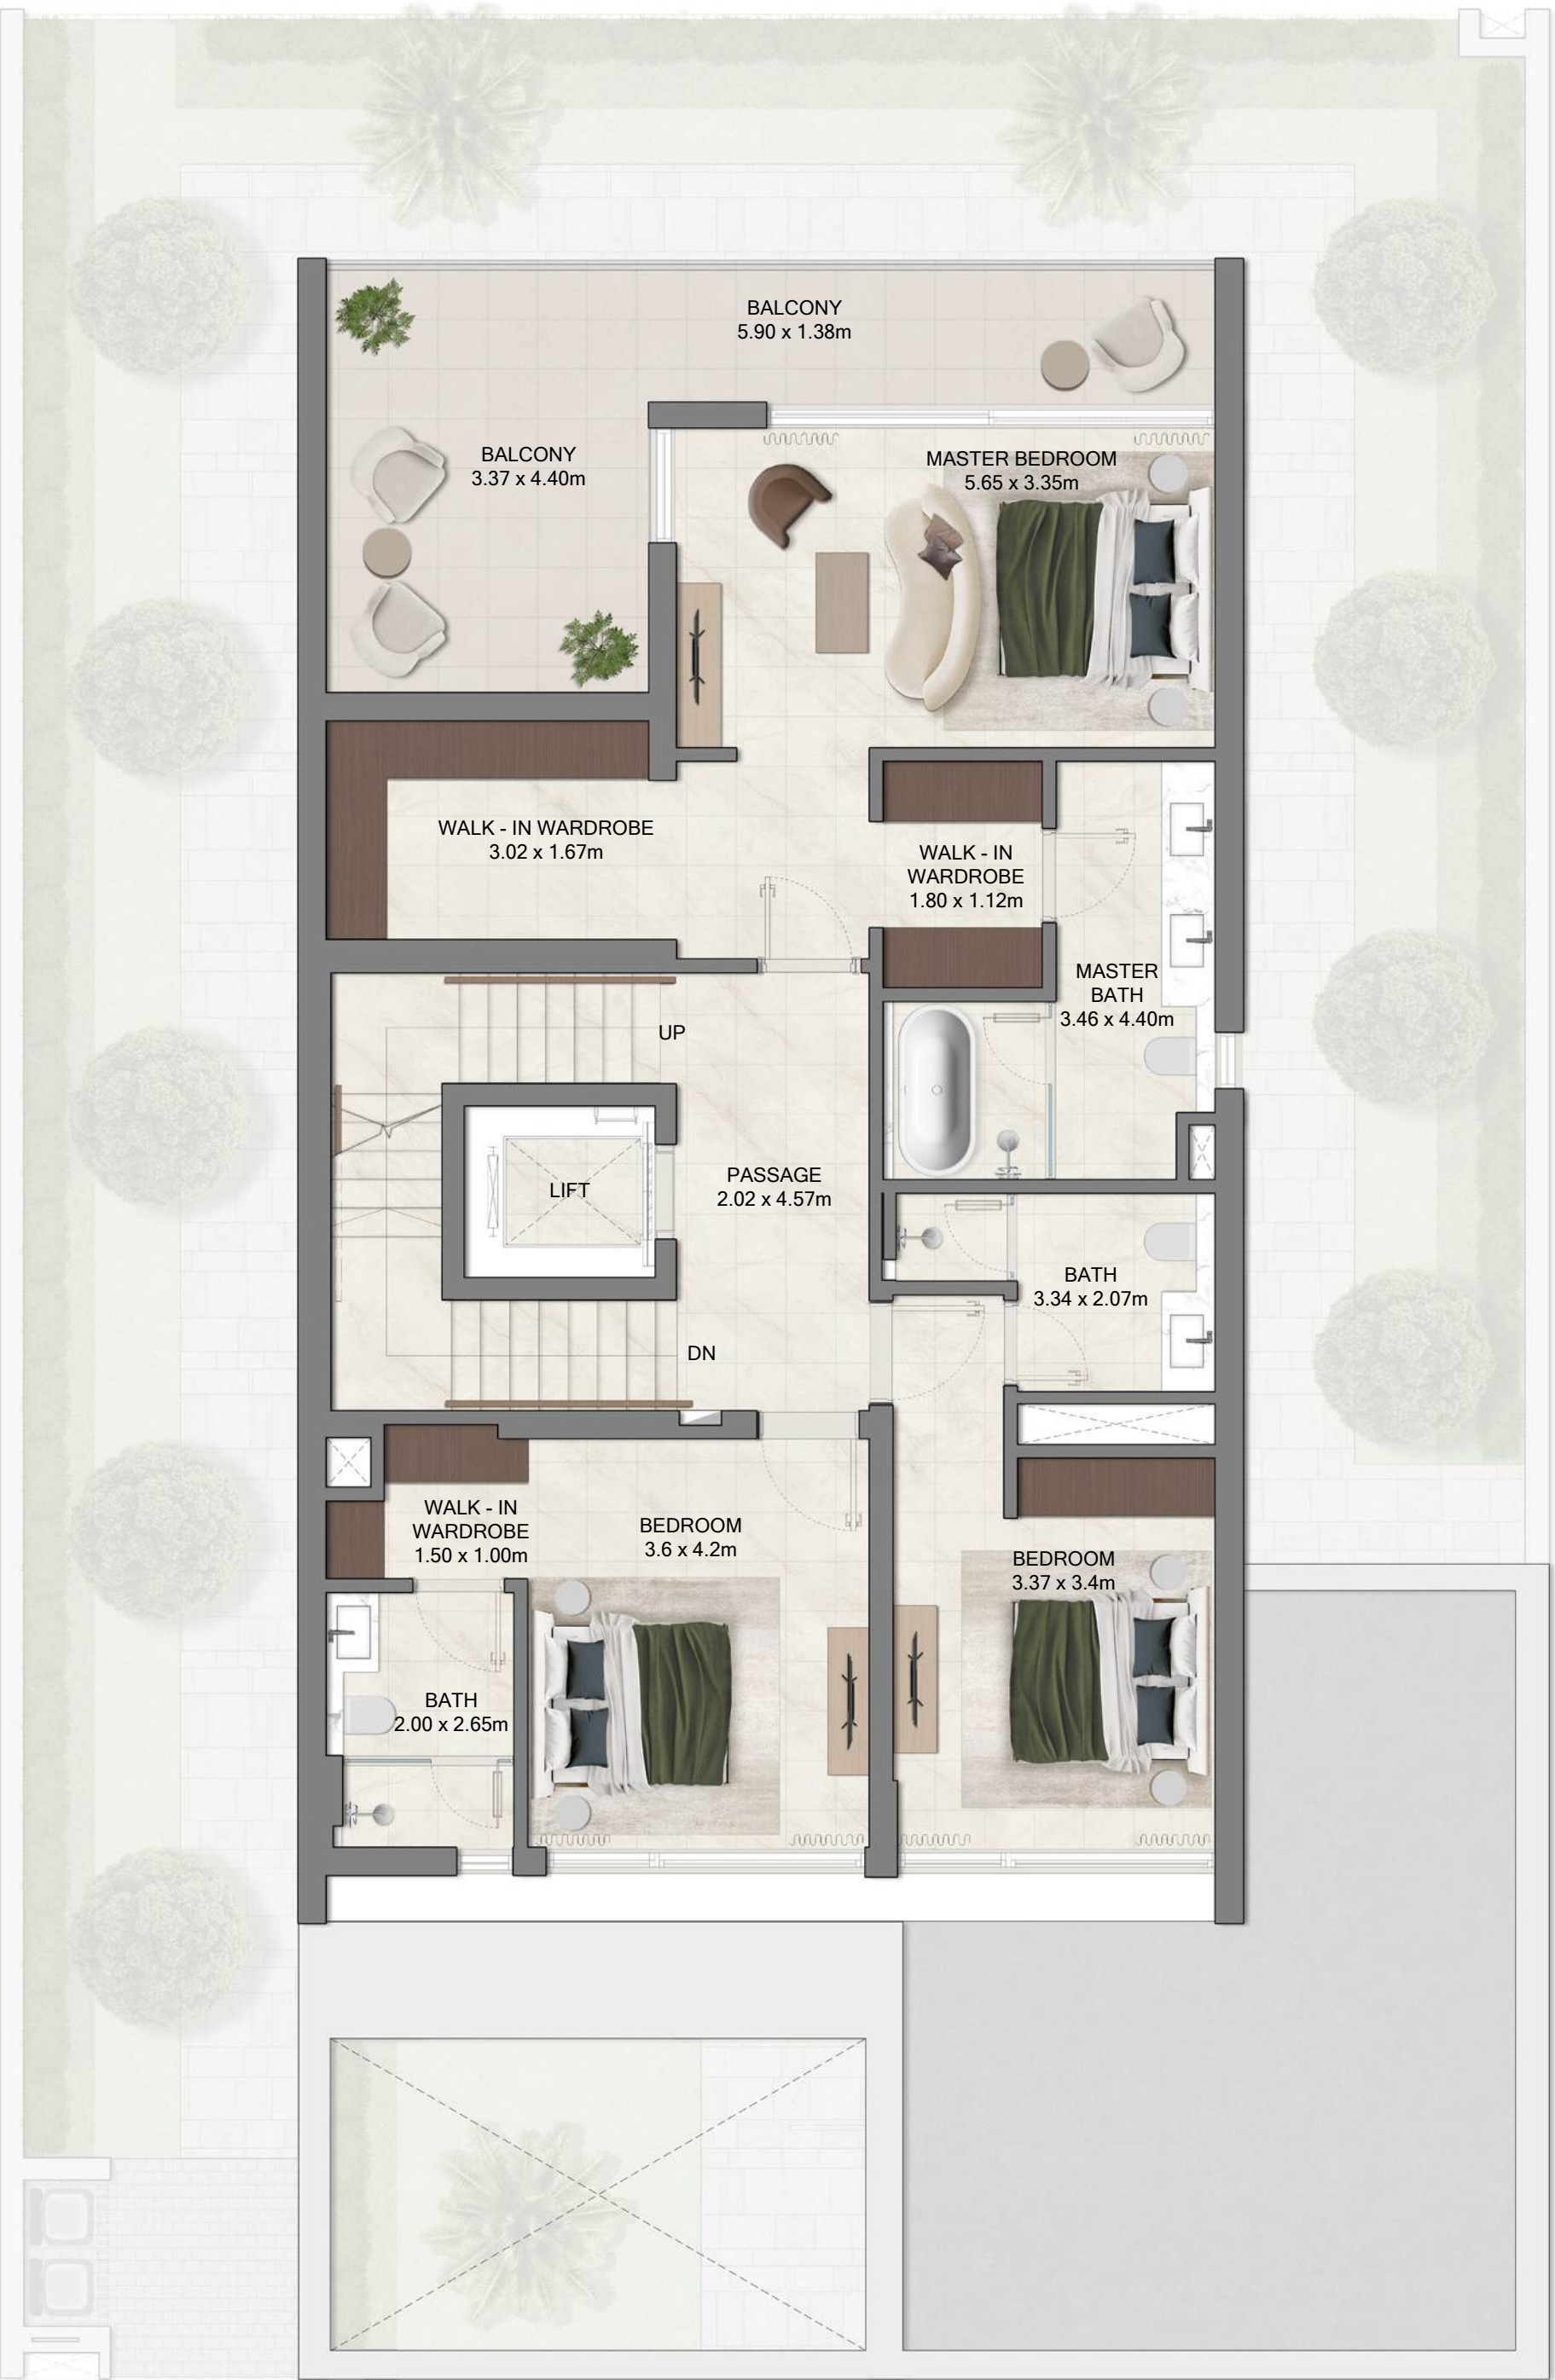 BALCONY
5.90 x 1.38m
BALCONY
3.37 x 4.40m
MASTER BEDROOM
5.65 x 3.35m
WALK - IN WARDROBE
3.02 x 1.67m
WALK - IN
WARDROBE
1.80 x 1.12m
MASTER
BATH
3.46 x 4.40m
UP
LIFT
PASSAGE
2.02 x 4.57m
BATH
3.34 x 2.07m
DN
WALK - IN
WARDROBE
1.50 x 1.00m
BEDROOM
3.6 x 4.2m
BEDROOM
3.37 x 3.4m
BATH
2.00 x 2.65m